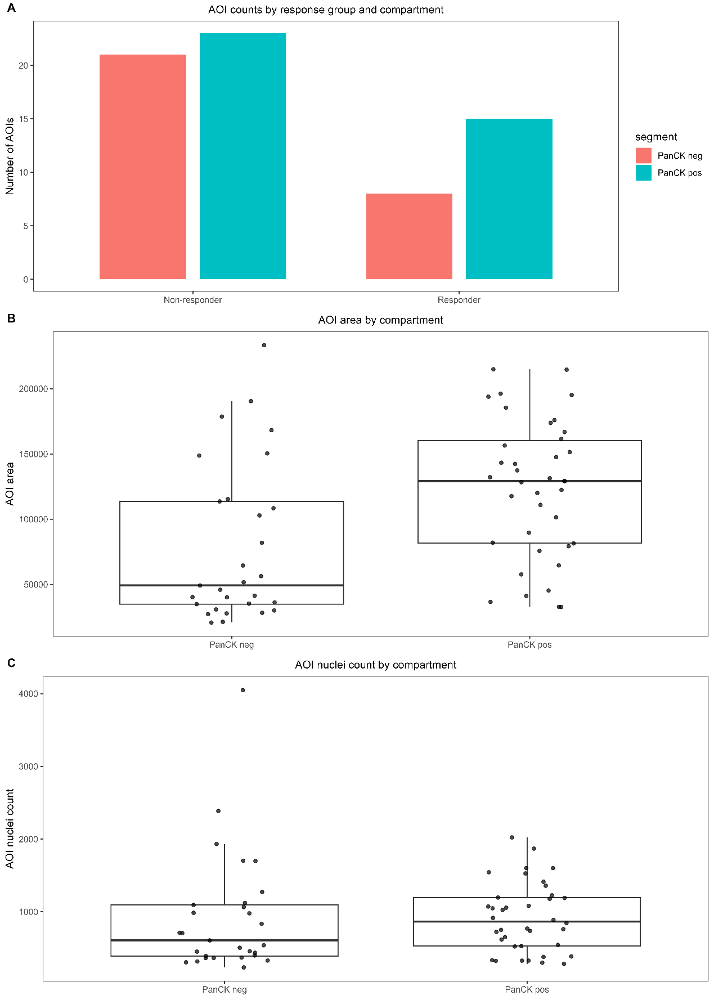 A
AOI counts by response group and compartment
Number of AOIs
20
15
10
5
0
Non-responder
Responder
segment
PanCK neg
PanCK pos
B
AOI area by compartment
AOI area
200000
150000
100000
50000
PanCK neg
PanCK pos
C
AOI nuclei count by compartment
AOI nuclei count
4000
3000
2000
1000
PanCK neg
PanCK pos